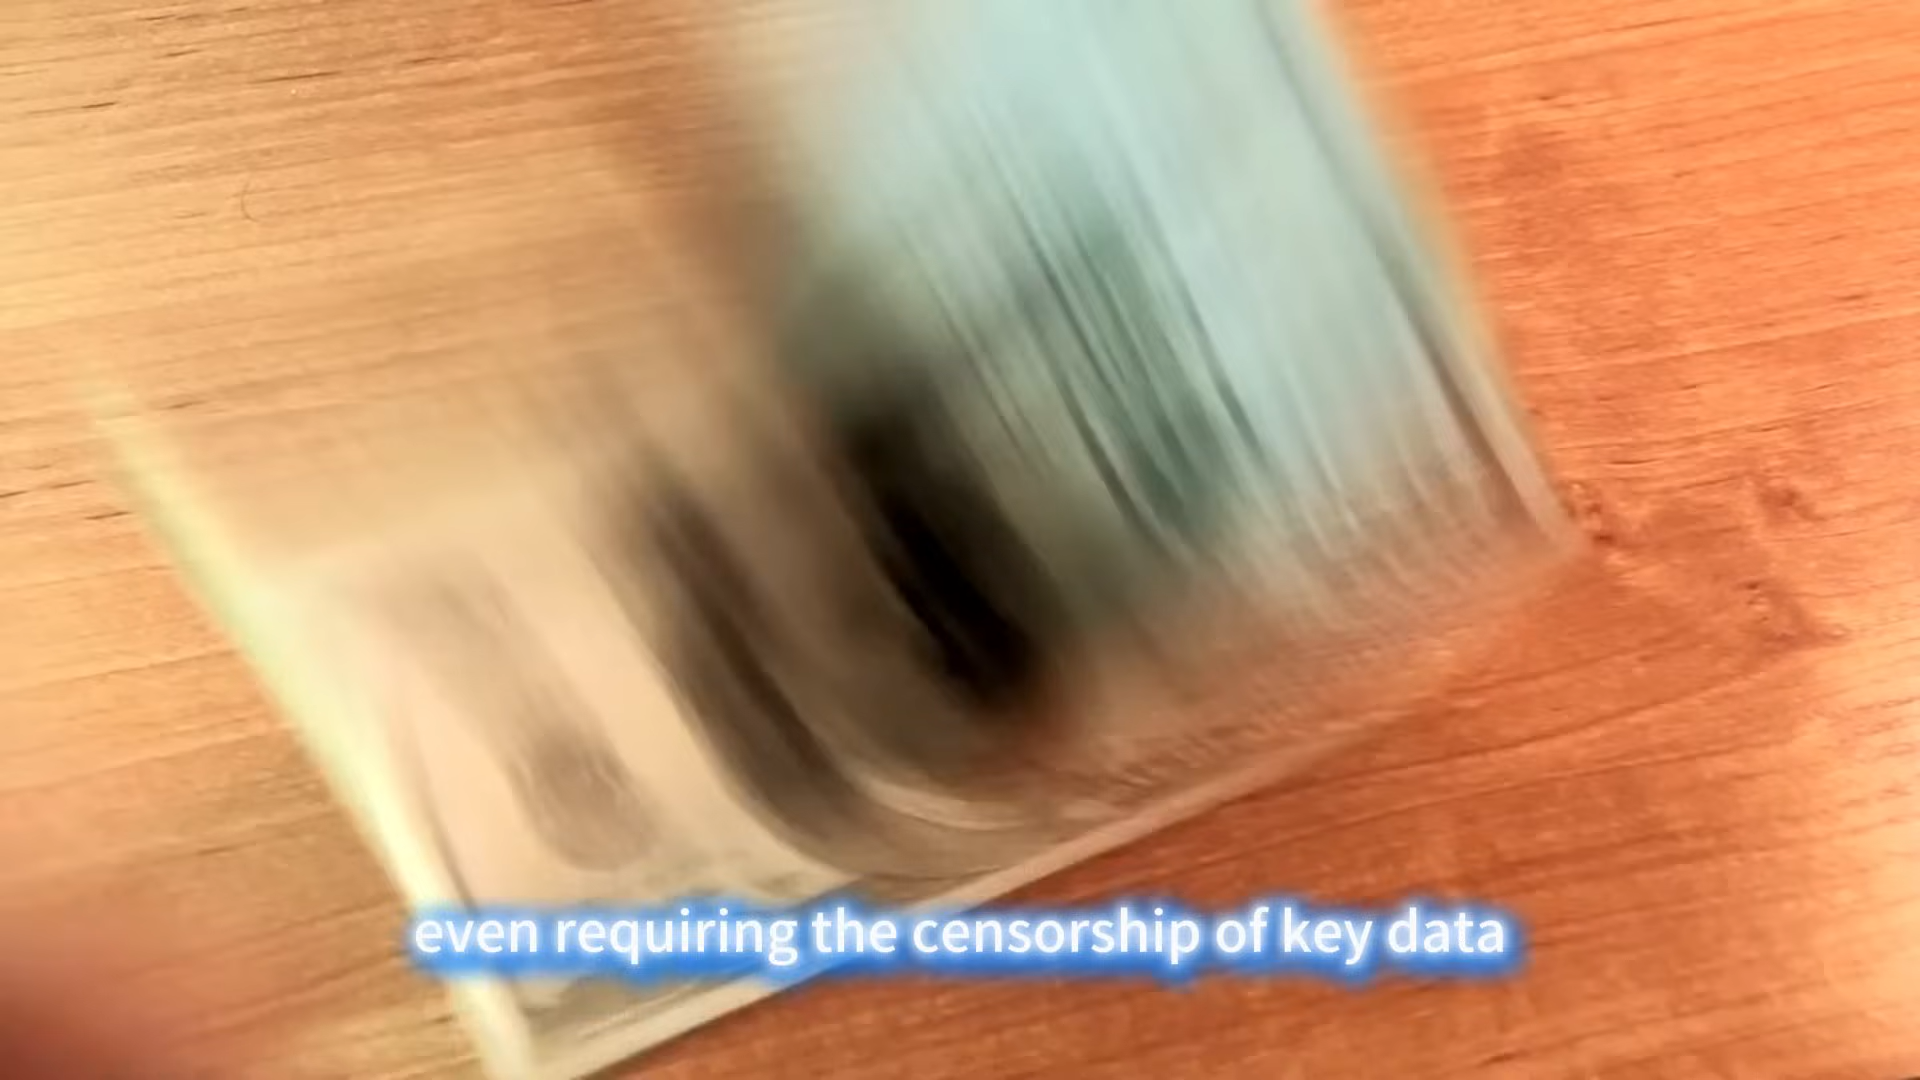 even requiring the censorship of key data